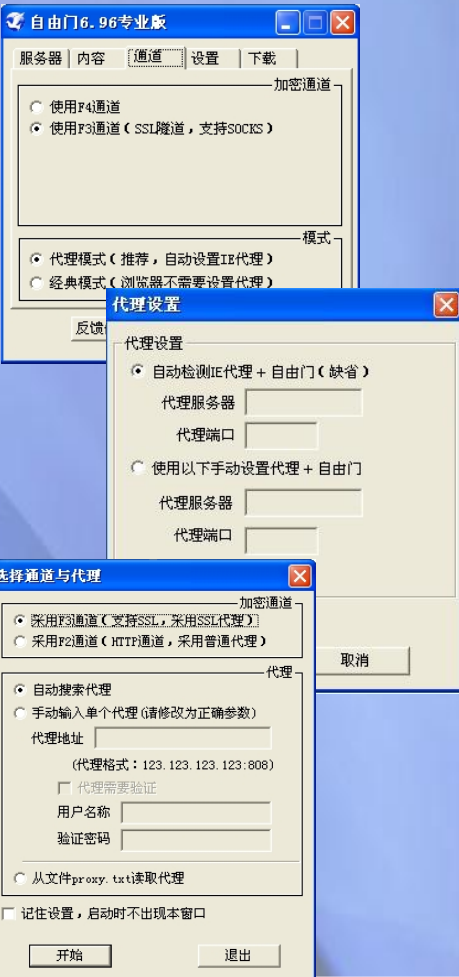 自由门6.96专业版
服务器 内容 通道 设置 下载
加密通道
使用F4通道
使用F3通道(SSL隧道,支持SOCKS)
模式
代理模式(推荐,自动设置IE代理)
经典模式(浏览器不需要设置代理)
反馈
代理设置
代理设置
自动检测IE代理+自由门(缺省)
代理服务器
代理端口
使用以下手动设置代理+自由门
代理服务器
代理端口
取消
选择通道与代理
加密通道
采用F3通道(支持SSL,采用SSL代理)
采用F2通道(HTTP通道,采用普通代理)
代理
自动搜索代理
手动输入单个代理(请修改为正确参数)
代理地址
(代理格式:123.123.123.123:808)
代理需要验证
用户名称
验证密码
从文件proxy.txt读取代理
记住设置,启动时不出现本窗口
开始 退出